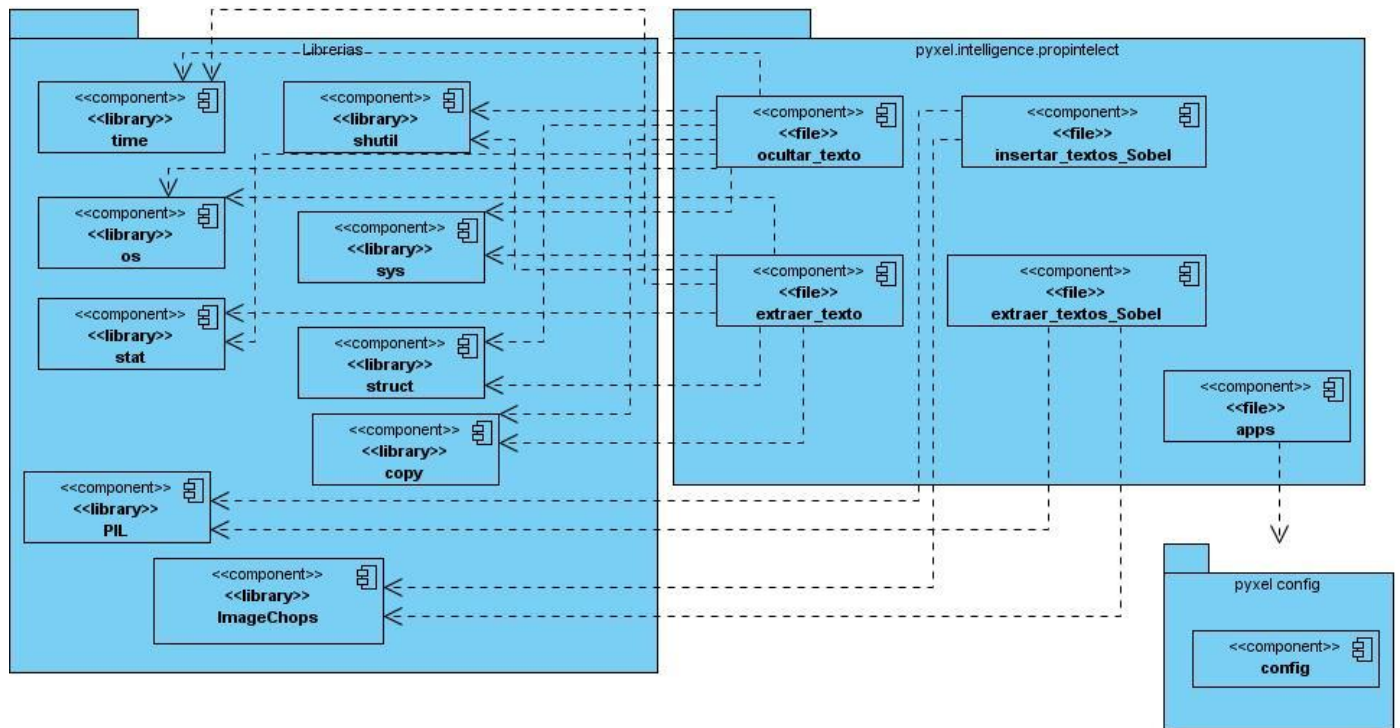 Librerias
<<component>>
<<library>>
time
<<component>>
<<library>>
shutil
<<component>>
<<library>>
os
<<component>>
<<library>>
sys
<<component>>
<<library>>
stat
<<component>>
<<library>>
struct
<<component>>
<<library>>
copy
<<component>>
<<library>>
PIL
<<component>>
<<library>>
ImageChops
pyxel.intelligence.propintelect
<<component>>
<<file>>
ocultar_texto
<<component>>
<<file>>
insertar_textos_Sobel
<<component>>
<<file>>
extraer_texto
<<component>>
<<file>>
extraer_textos_Sobel
<<component>>
<<file>>
apps
pyxel config
<<component>>
config